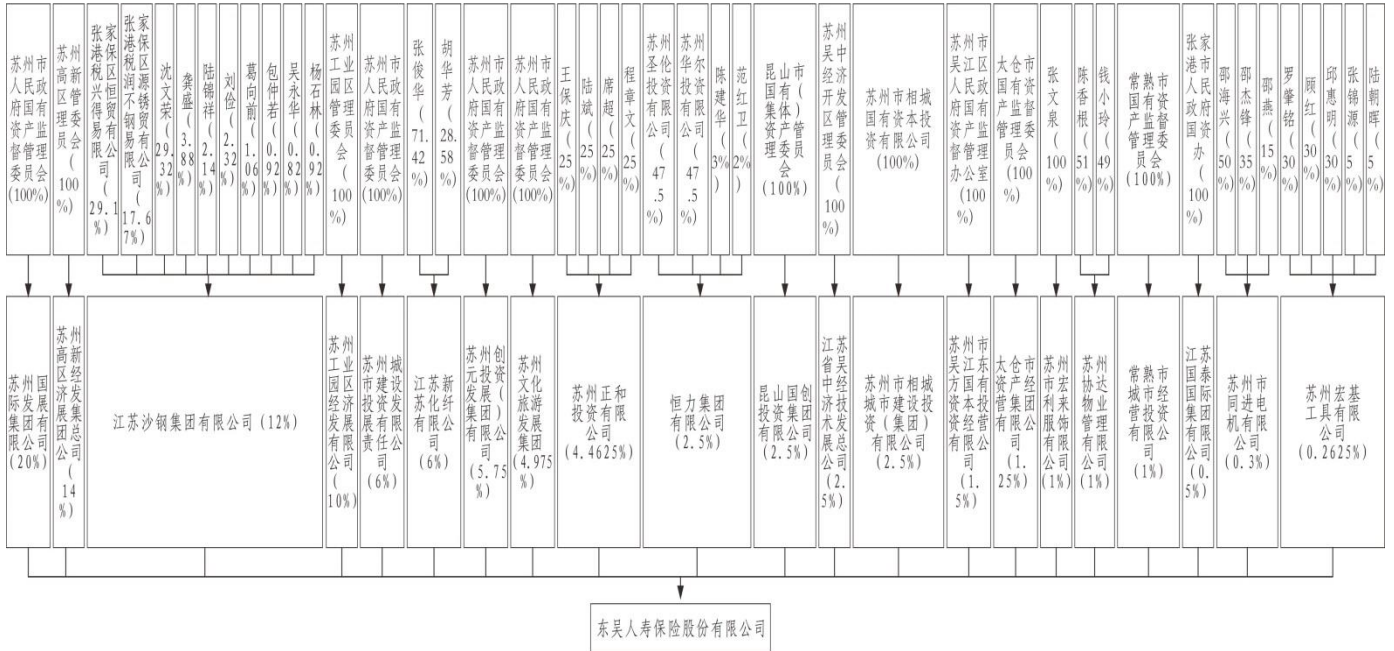 苏州市人民政府国有资产监督管理委员会(100%)
苏州高新区管理委员会(100%)
张家港保税区兴恒得贸易有限公司(29.1%)
张家港保税区润源不锈钢贸易有限公司(17.67%)
沈文荣(29.32%)
龚盛(3.88%)
陆锦祥(2.14%)
刘俭(2.32%)
葛向前(1.06%)
包仲若(0.92%)
吴永华(0.82%)
杨石林(0.92%)
苏州工业园区管理委员会(100%)
苏州市人民政府国有资产监督管理委员会(100%)
张俊华(71.42%)
胡华芳(28.58%)
苏州市人民政府国有资产监督管理委员会(100%)
苏州市人民政府国有资产监督管理委员会(100%)
王保庆(25%)
陆斌(25%)
席超(25%)
程章文(25%)
苏州圣伦投资有限公司(47.5%)
苏州华尔投资有限公司(47.5%)
陈建华(3%)
范红卫(2%)
昆山市国有(集体)资产管理委员会(100%)
苏州吴中经济开发区管理委员会(100%)
苏州市相城国有资本投资有限公司(100%)
苏州市吴江区人民政府国有资产监督管理办公室(100%)
太仓市国有资产监督管理委员会(100%)
张文泉(100%)
陈香根(51%)
钱小玲(49%)
常熟市国有资产监督管理委员会(100%)
张家港市人民政府国资办(100%)
邵海兴(50%)
邵杰锋(35%)
邵燕(15%)
罗肇铭(30%)
顾红(30%)
邱惠明(30%)
张锦源(5%)
陆朝晖(5%)
苏州国际发展集团有限公司(20%)
苏州高新区经济发展集团总公司(14%)
江苏沙钢集团有限公司(12%)
苏州工业园区经济发展有限公司(10%)
苏州城市建设投资发展有限责任公司(6%)
江苏新苏化纤有限公司(6%)
苏州创元投资发展(集团)有限公司(5.75%)
苏州文化旅游发展集团(4.975%)
苏州正和投资有限公司(4.4625%)
恒力集团有限公司(2.5%)
昆山国创投资集团有限公司(2.5%)
江苏省吴中经济技术发展总公司(2.5%)
苏州市相城城市建设投资(集团)有限公司(2.5%)
苏州市吴江东方国有资本投资经营有限公司(1.5%)
太仓市资产经营集团有限公司(1.25%)
苏州市宏利来服饰有限公司(1%)
苏州协达物业管理有限公司(1%)
常熟市城市经营投资有限公司(1%)
江苏国泰国际集团有限公司(0.5%)
苏州市同进电机有限公司(0.3%)
苏州宏基工具有限公司(0.2625%)
东吴人寿保险股份有限公司